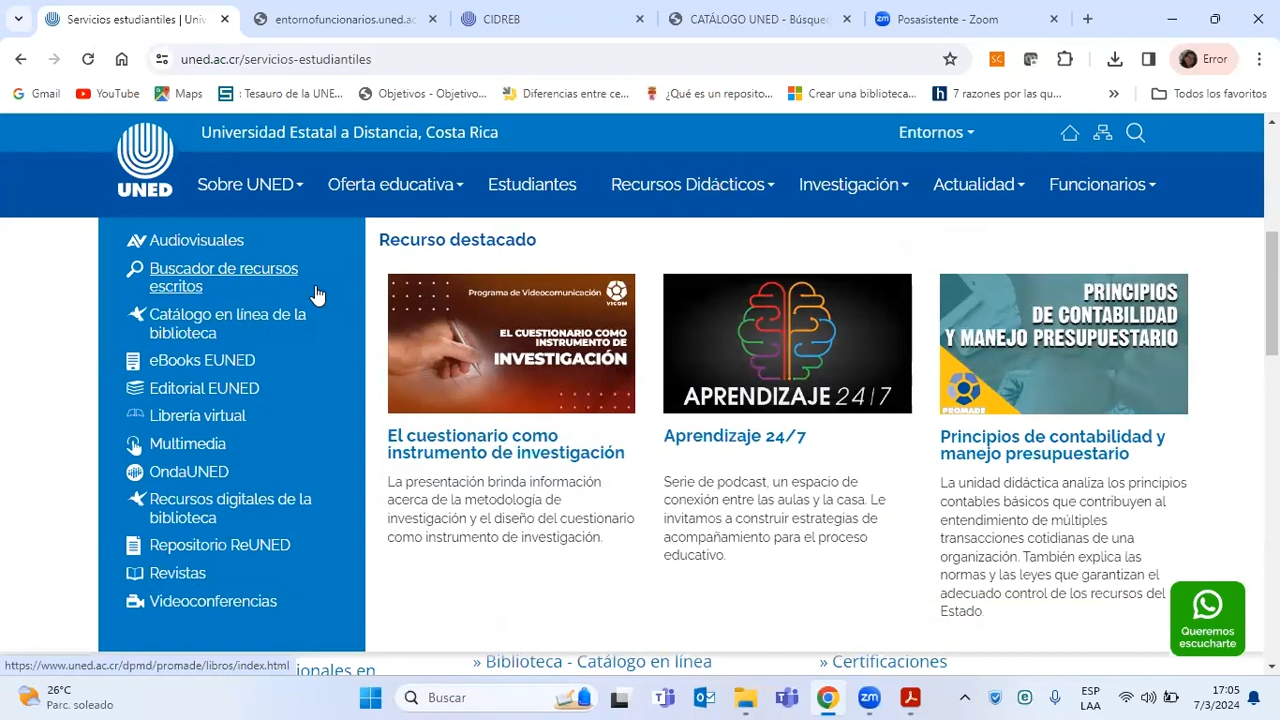 Servicios estudiantiles | Univ
entornofuncionarios.uned.ac
CIDREB
CATÁLOGO UNED - Búsque
Posasistente - Zoom
uned.ac.cr/servicios-estudiantiles
SC
Error
Gmail
YouTube
Maps
: Tesauro de la UNE...
Objetivos - Objetivo...
Diferencias entre ce...
¿Qué es un reposito...
Crear una biblioteca...
7 razones por las qu...
»
Todos los favoritos
Universidad Estatal a Distancia, Costa Rica
Entornos
UNED
Sobre UNED
Oferta educativa
Estudiantes
Recursos Didácticos
Investigación
Actualidad
Funcionarios
Audiovisuales
Buscador de recursos
escritos
Catálogo en línea de la
biblioteca
eBooks EUNED
Editorial EUNED
Librería virtual
Multimedia
OndaUNED
Recursos digitales de la
biblioteca
Repositorio ReUNED
Revistas
Videoconferencias
Recurso destacado
Programa de Videocomunicación
VICOM
EL CUESTIONARIO COMO
INSTRUMENTO DE
INVESTIGACIÓN
El cuestionario como
instrumento de investigación
La presentación brinda información
acerca de la metodología de
investigación y el diseño del cuestionario
como instrumento de investigación.
APRENDIZAJE 24/7
Aprendizaje 24/7
Serie de podcast, un espacio de
conexión entre las aulas y la casa. Le
invitamos a construir estrategias de
acompañamiento para el proceso
educativo.
PRINCIPIOS
DE CONTABILIDAD
Y MANEJO PRESUPUESTARIO
PROMADE
Principios de contabilidad y
manejo presupuestario
La unidad didáctica analiza los principios
contables básicos que contribuyen al
entendimiento de múltiples
transacciones cotidianas de una
organización. También explica las
normas y las leyes que garantizan el
adecuado control de los recursos del
Estado.
Queremos
escucharte
https://www.uned.ac.cr/dpmd/promade/libros/index.html
ionales en
» Biblioteca - Catálogo en línea
» Certificaciones
26°C
Parc. soleado
Buscar
ESP
LAA
17:05
7/3/2024